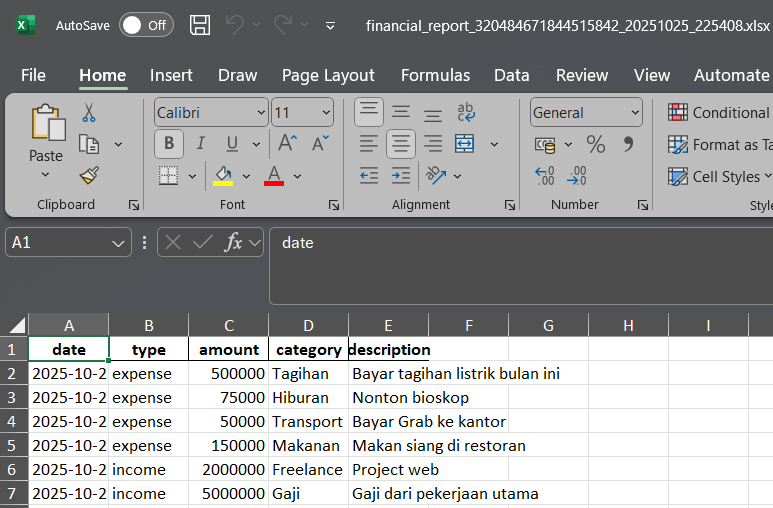 AutoSave Off financial_report_320484671844515842_20251025_225408.xlsx
File Home Insert Draw Page Layout Formulas Data Review View Automate
Calibri 11 General Conditional
Paste B I U Format as Ta
Cell Styles
Clipboard Font Alignment Number Style
A1 fx date
A B C D E F G H I
1 date type amount category description
2 2025-10-2 expense 500000 Tagihan Bayar tagihan listrik bulan ini
3 2025-10-2 expense 75000 Hiburan Nonton bioskop
4 2025-10-2 expense 50000 Transport Bayar Grab ke kantor
5 2025-10-2 expense 150000 Makanan Makan siang di restoran
6 2025-10-2 income 2000000 Freelance Project web
7 2025-10-2 income 5000000 Gaji Gaji dari pekerjaan utama